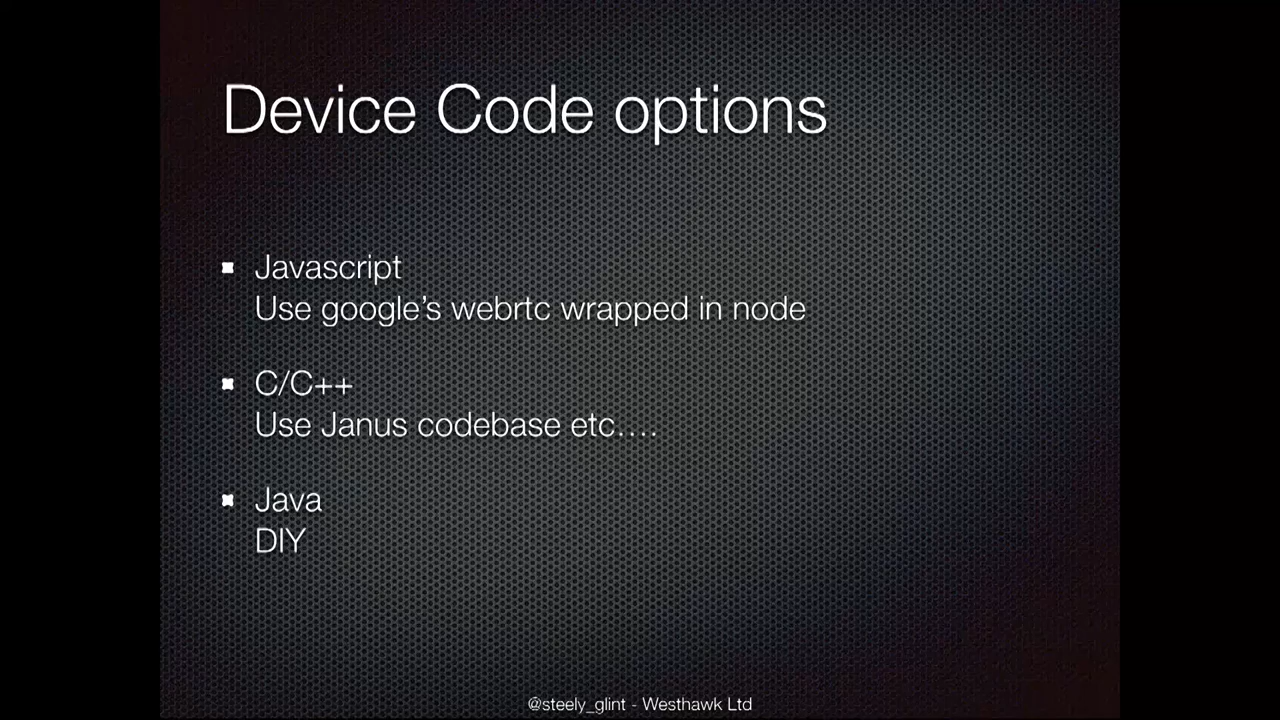 Device Code options
Javascript
Use google’s webrtc wrapped in node
C/C++
Use Janus codebase etc….
Java
DIY
@steely_glint - Westhawk Ltd